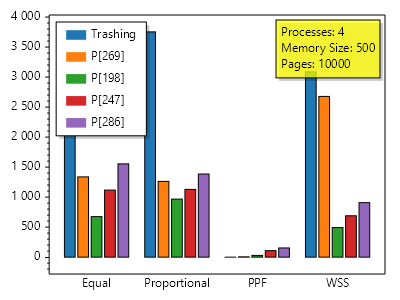 4 000
3 500
3 000
2 500
2 000
1 500
1 000
500
0
Trashing
P[269]
P[198]
P[247]
P[286]
Processes: 4
Memory Size: 500
Pages: 10000
Equal Proportional PPF WSS